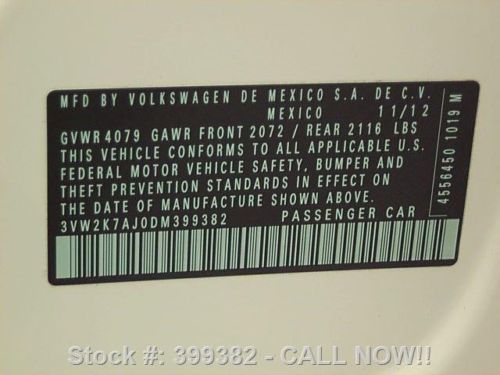 MFD BY VOLKSWAGEN DE MEXICO S.A. DE C.V.
MEXICO 11/12
GVWR 4079 GAWR FRONT 2072 / REAR 2116 LBS
THIS VEHICLE CONFORMS TO ALL APPLICABLE U.S.
FEDERAL MOTOR VEHICLE SAFETY, BUMPER AND
THEFT PREVENTION STANDARDS IN EFFECT ON
THE DATE OF MANUFACTURE SHOWN ABOVE.
3VW2K7AJ0DM399382 PASSENGER CAR
4556450 1019 M
Stock #: 399382 - CALL NOW!!